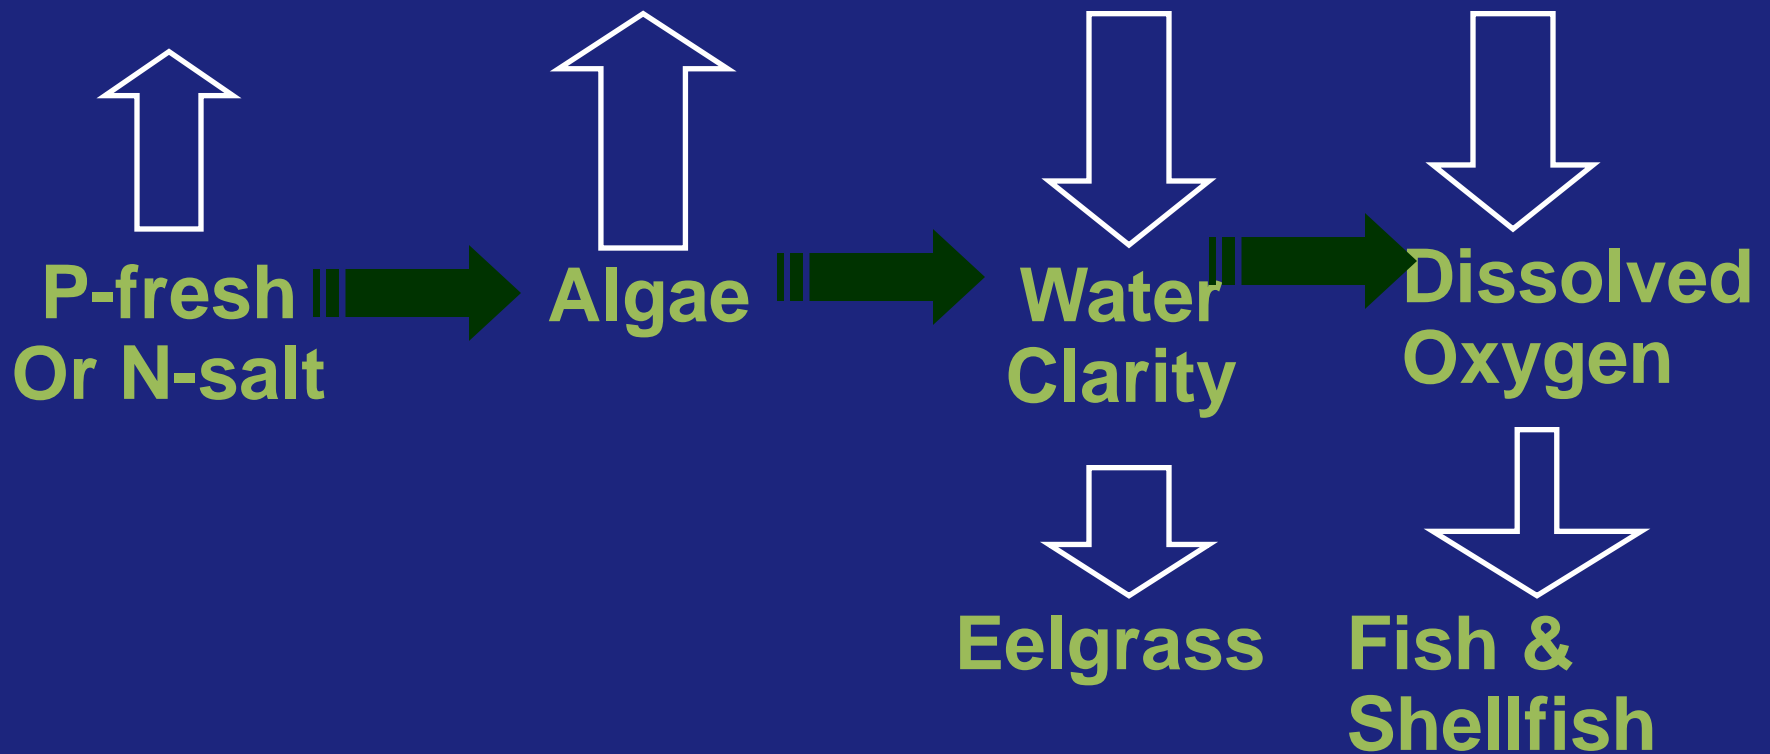 P-fresh
Or N-salt
Algae
Water
Clarity
Dissolved
Oxygen
Eelgrass
Fish &
Shellfish